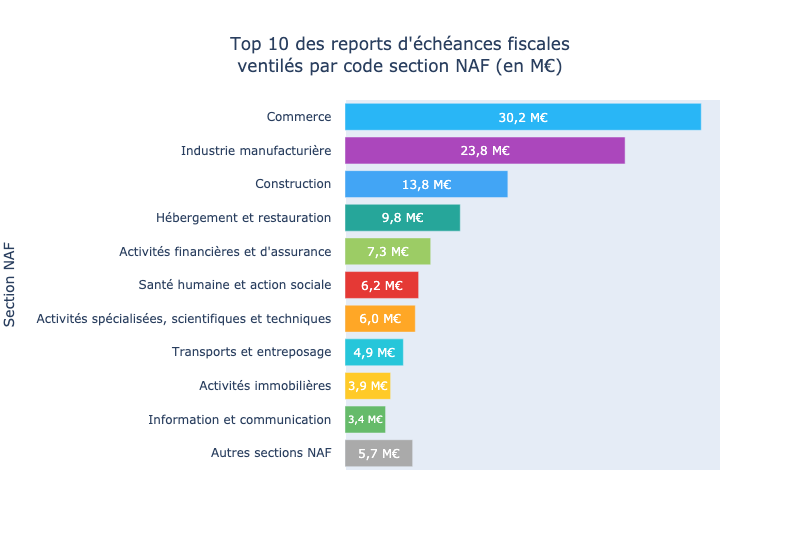 Top 10 des reports d'échéances fiscales
ventilés par code section NAF (en M€)
Section NAF
Commerce 30,2 M€
Industrie manufacturière 23,8 M€
Construction 13,8 M€
Hébergement et restauration 9,8 M€
Activités financières et d'assurance 7,3 M€
Santé humaine et action sociale 6,2 M€
Activités spécialisées, scientifiques et techniques 6,0 M€
Transports et entreposage 4,9 M€
Activités immobilières 3,9 M€
Information et communication 3,4 M€
Autres sections NAF 5,7 M€